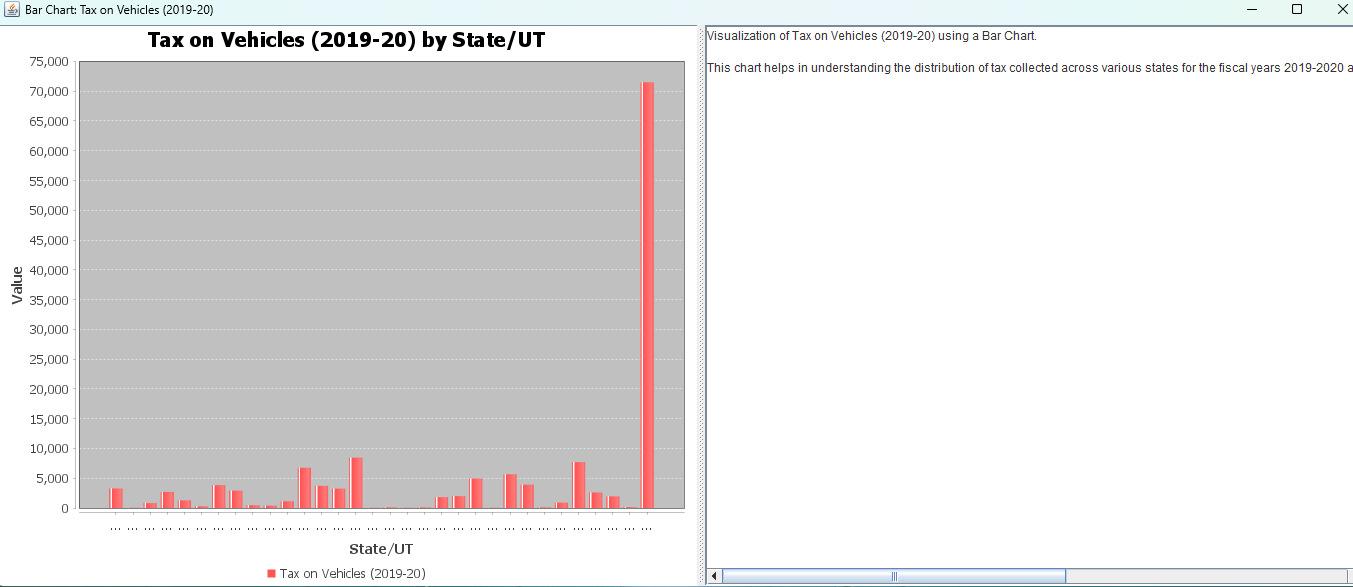 Bar Chart: Tax on Vehicles (2019-20)
Tax on Vehicles (2019-20) by State/UT
75,000
70,000
65,000
60,000
55,000
50,000
45,000
40,000
35,000
30,000
25,000
20,000
15,000
10,000
5,000
0
Value
... ... ... ... ... ... ... ... ... ... ... ... ... ... ... ... ... ... ... ... ... ... ... ... ... ... ... ... ... ... ... ...
State/UT
Tax on Vehicles (2019-20)
Visualization of Tax on Vehicles (2019-20) using a Bar Chart.
This chart helps in understanding the distribution of tax collected across various states for the fiscal years 2019-2020 a